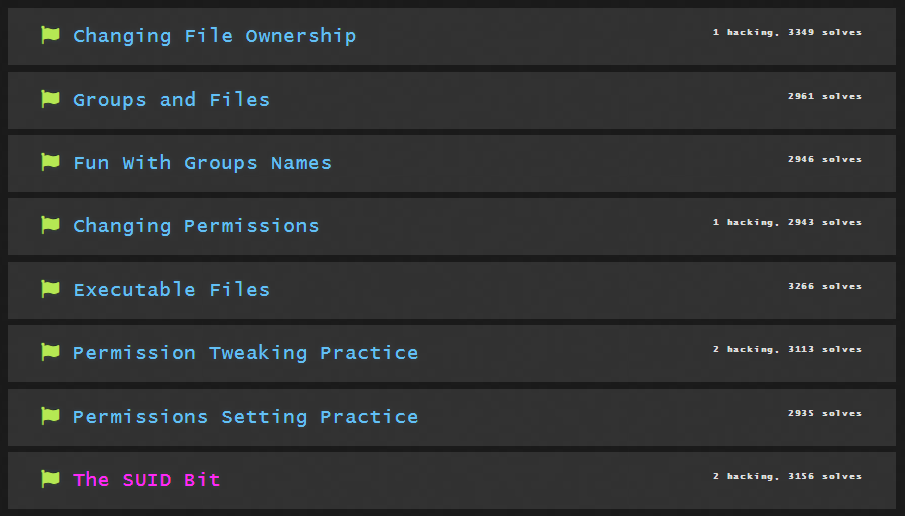 Changing File Ownership 1 hacking, 3349 solves
Groups and Files 2961 solves
Fun With Groups Names 2946 solves
Changing Permissions 1 hacking, 2943 solves
Executable Files 3266 solves
Permission Tweaking Practice 2 hacking, 3113 solves
Permissions Setting Practice 2935 solves
The SUID Bit 2 hacking, 3156 solves